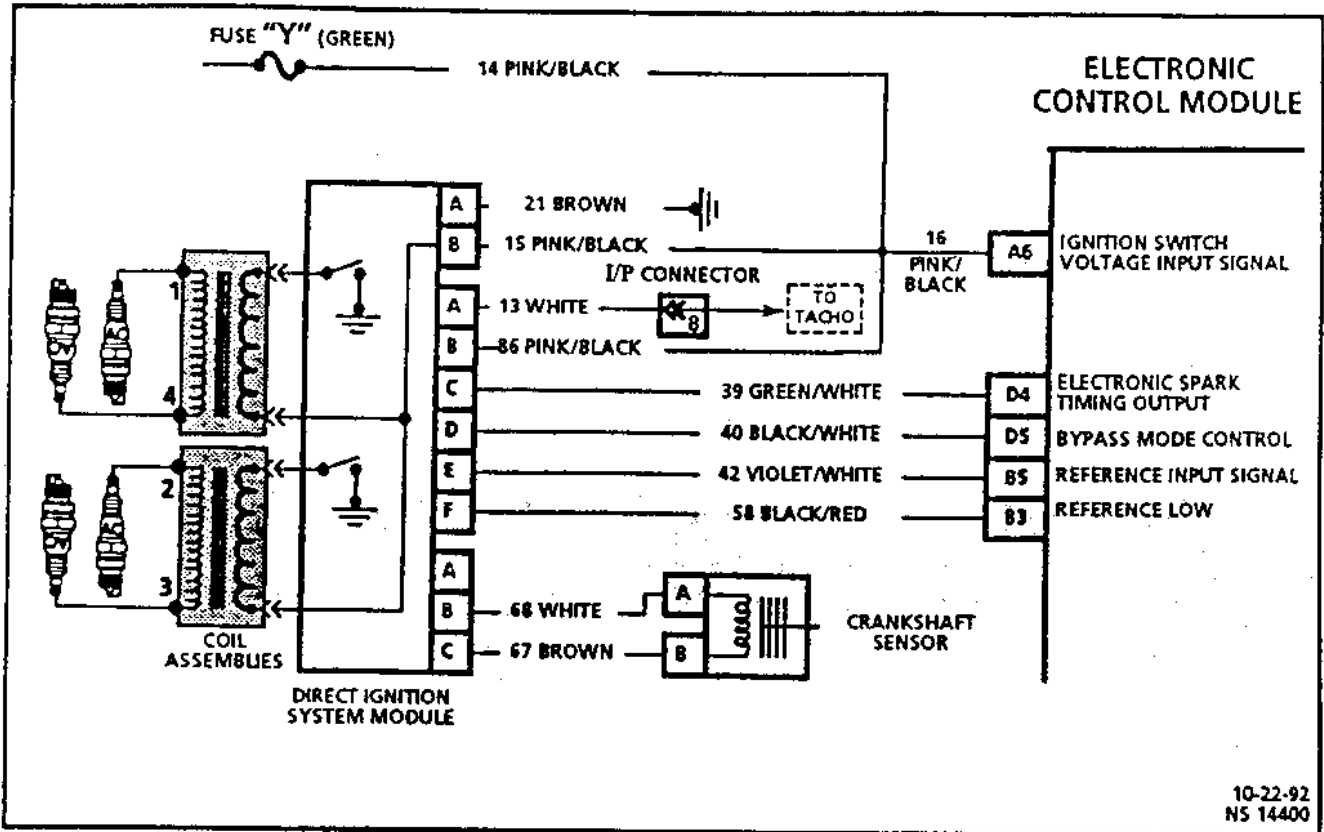 FUSE "Y" (GREEN)
14 PINK/BLACK
ELECTRONIC
CONTROL MODULE
A
21 BROWN
B
15 PINK/BLACK
16
PINK/
BLACK
A6
IGNITION SWITCH
VOLTAGE INPUT SIGNAL
I/P CONNECTOR
A
13 WHITE
8
TO
TACHO
B
86 PINK/BLACK
C
39 GREEN/WHITE
D4
ELECTRONIC SPARK
TIMING OUTPUT
D
40 BLACK/WHITE
D5
BYPASS MODE CONTROL
E
42 VIOLET/WHITE
B5
REFERENCE INPUT SIGNAL
F
58 BLACK/RED
B3
REFERENCE LOW
1
4
2
3
COIL
ASSEMBLIES
A
B
68 WHITE
A
C
67 BROWN
B
CRANKSHAFT
SENSOR
DIRECT IGNITION
SYSTEM MODULE
10-22-92
NS 14400